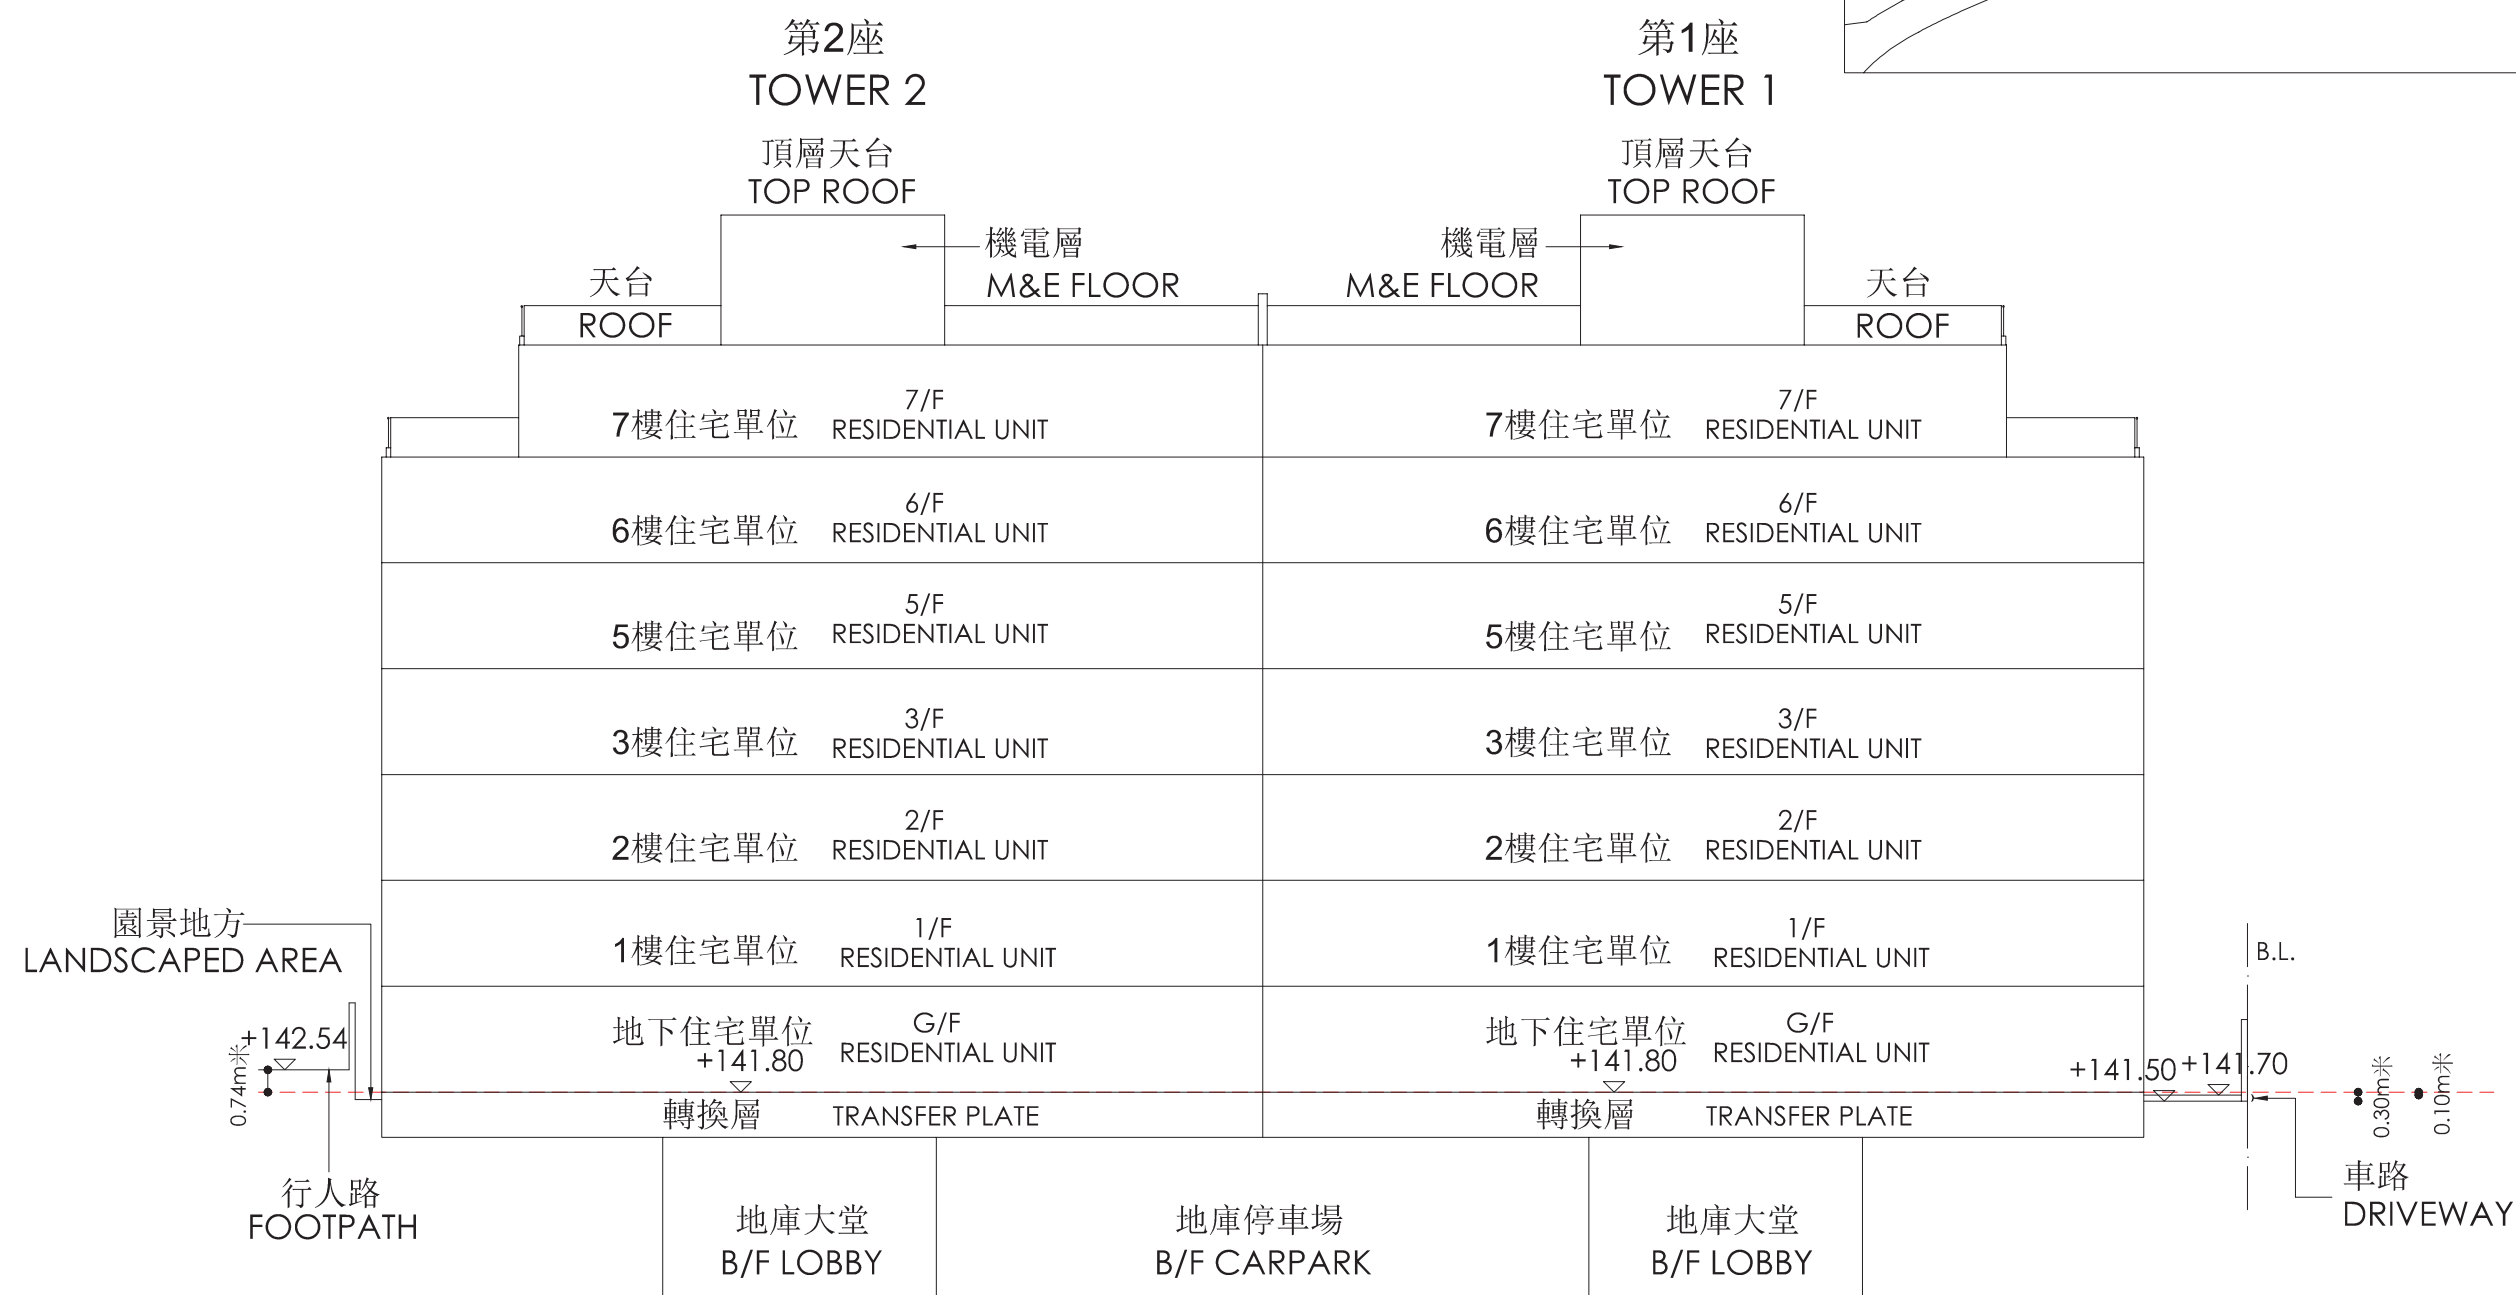 第2座
TOWER 2
第1座
TOWER 1
頂層天台
TOP ROOF
頂層天台
TOP ROOF
機電層
M&E FLOOR
機電層
M&E FLOOR
天台
ROOF
天台
ROOF
7樓住宅單位
7/F
RESIDENTIAL UNIT
7樓住宅單位
7/F
RESIDENTIAL UNIT
6樓住宅單位
6/F
RESIDENTIAL UNIT
6樓住宅單位
6/F
RESIDENTIAL UNIT
5樓住宅單位
5/F
RESIDENTIAL UNIT
5樓住宅單位
5/F
RESIDENTIAL UNIT
3樓住宅單位
3/F
RESIDENTIAL UNIT
3樓住宅單位
3/F
RESIDENTIAL UNIT
2樓住宅單位
2/F
RESIDENTIAL UNIT
2樓住宅單位
2/F
RESIDENTIAL UNIT
園景地方
LANDSCAPED AREA
1樓住宅單位
1/F
RESIDENTIAL UNIT
1樓住宅單位
1/F
RESIDENTIAL UNIT
B.L.
+142.54
0.74m米
地下住宅單位
+141.80
G/F
RESIDENTIAL UNIT
地下住宅單位
+141.80
G/F
RESIDENTIAL UNIT
+141.50
+141.70
0.30m米
0.10m米
轉換層
TRANSFER PLATE
轉換層
TRANSFER PLATE
行人路
FOOTPATH
車路
DRIVEWAY
地庫大堂
B/F LOBBY
地庫停車場
B/F CARPARK
地庫大堂
B/F LOBBY